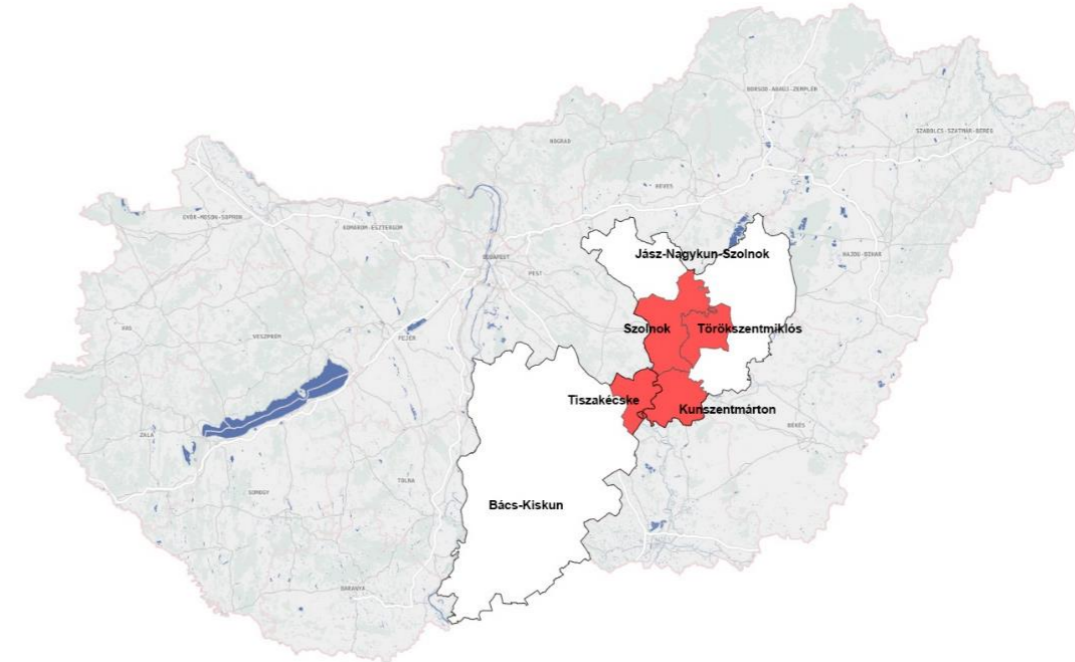 BORSOD-ABAÚJ-ZEMPLÉN
SZABOLCS-SZATMÁR-BEREG
NÓGRÁD
HEVES
GYŐR-MOSON-SOPRON
KOMÁROM-ESZTERGOM
Jász-Nagykun-Szolnok
BUDAPEST
HAJDÚ-BIHAR
PEST
VAS
Szolnok
Törökszentmiklós
VESZPRÉM
FEJÉR
Tiszakécske
Kunszentmárton
BÉKÉS
ZALA
TOLNA
SOMOGY
Bács-Kiskun
BARANYA